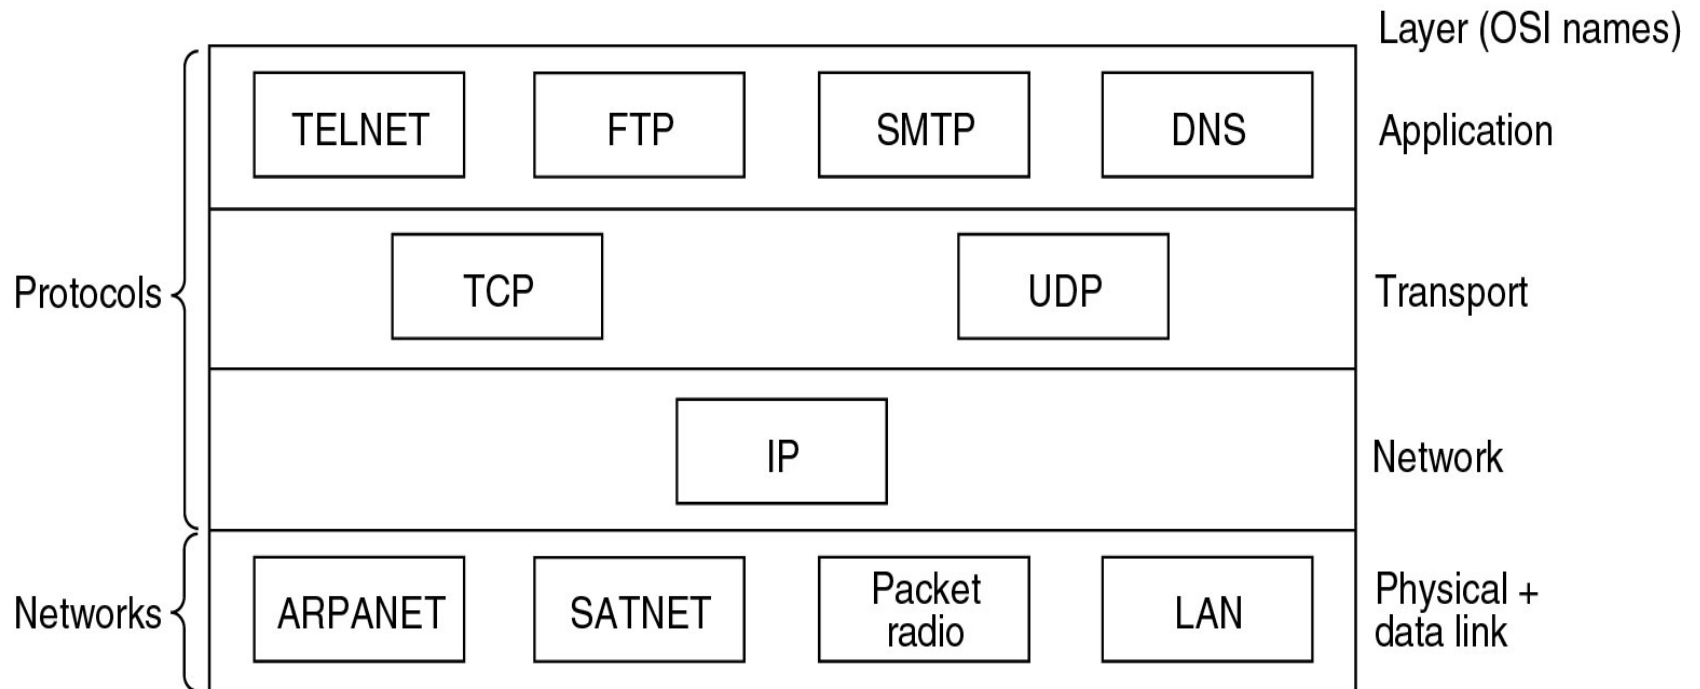 Layer (OSI names)
TELNET FTP SMTP DNS Application
Protocols TCP UDP Transport
IP Network
Networks ARPANET SATNET Packet radio LAN Physical +
data link